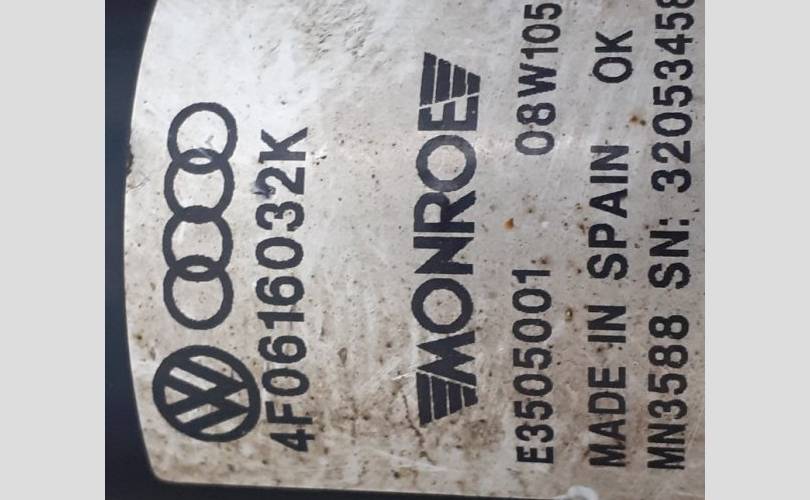 4F0616032K
MONROE
E3505001 08W105
MADE IN SPAIN OK
MN3588 SN: 32053458